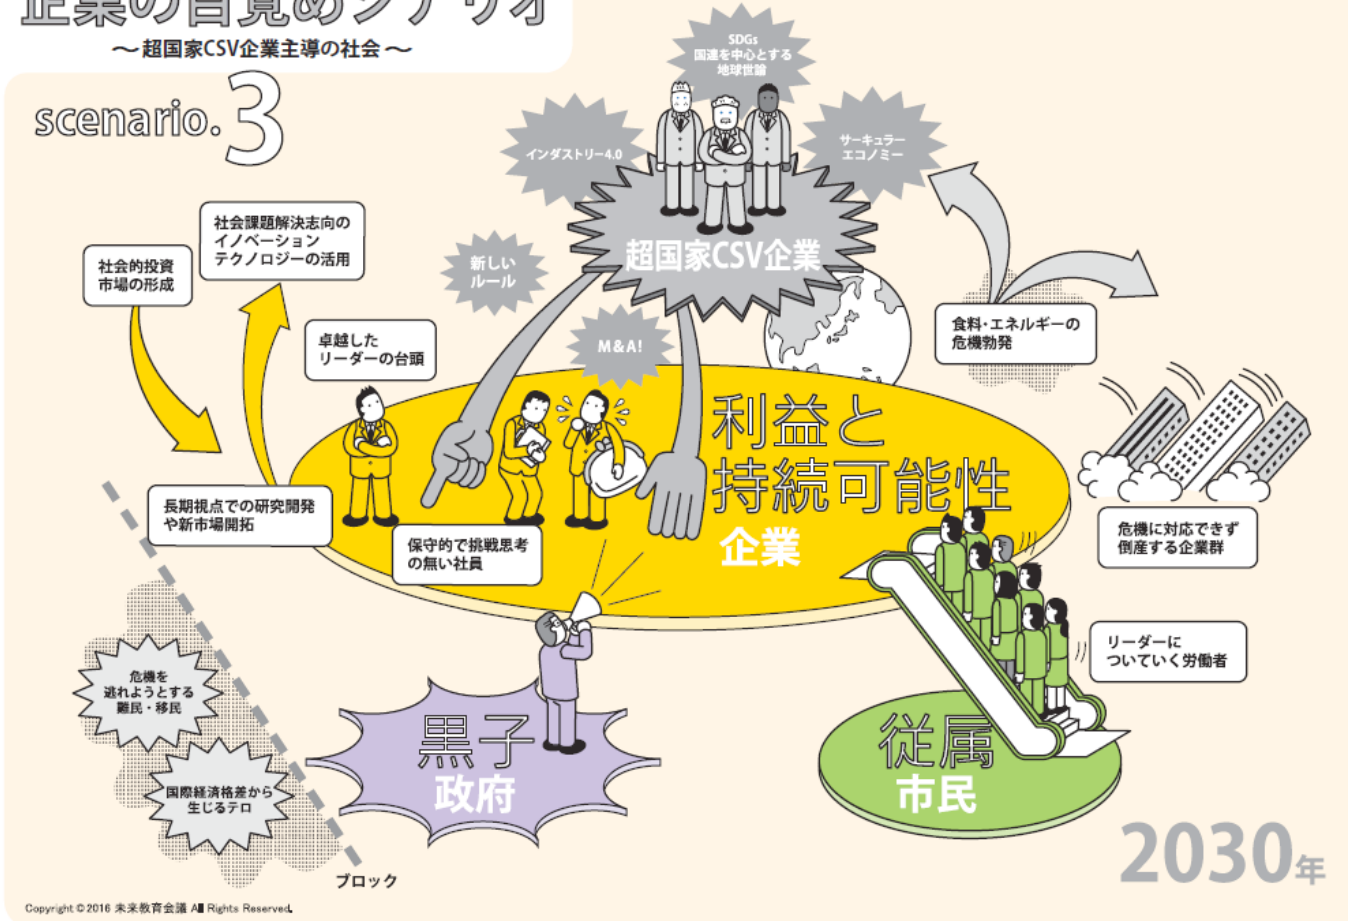 企業の目覚めシナリオ
～超国家CSV企業主導の社会～
scenario.3
SDGs
国連を中心とする
地球世論
インダストリー4.0
サーキュラー
エコノミー
超国家CSV企業
新しい
ルール
M&A!
社会課題解決志向の
イノベーション
テクノロジーの活用
社会的投資
市場の形成
卓越した
リーダーの台頭
食料・エネルギーの
危機勃発
利益と
持続可能性
企業
長期視点での研究開発
や新市場開拓
保守的で挑戦思考
の無い社員
危機に対応できず
倒産する企業群
リーダーに
ついていく労働者
危機を
逃れようとする
難民・移民
国際経済格差から
生じるテロ
ブロック
黒子
政府
従属
市民
2030年
Copyright © 2016 未来教育会議 All Rights Reserved.